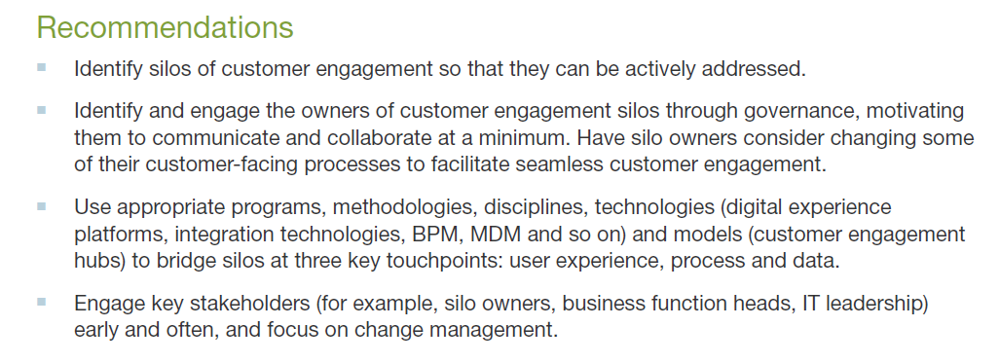 Recommendations
Identify silos of customer engagement so that they can be actively addressed.
Identify and engage the owners of customer engagement silos through governance, motivating
them to communicate and collaborate at a minimum. Have silo owners consider changing some
of their customer-facing processes to facilitate seamless customer engagement.
Use appropriate programs, methodologies, disciplines, technologies (digital experience
platforms, integration technologies, BPM, MDM and so on) and models (customer engagement
hubs) to bridge silos at three key touchpoints: user experience, process and data.
Engage key stakeholders (for example, silo owners, business function heads, IT leadership)
early and often, and focus on change management.